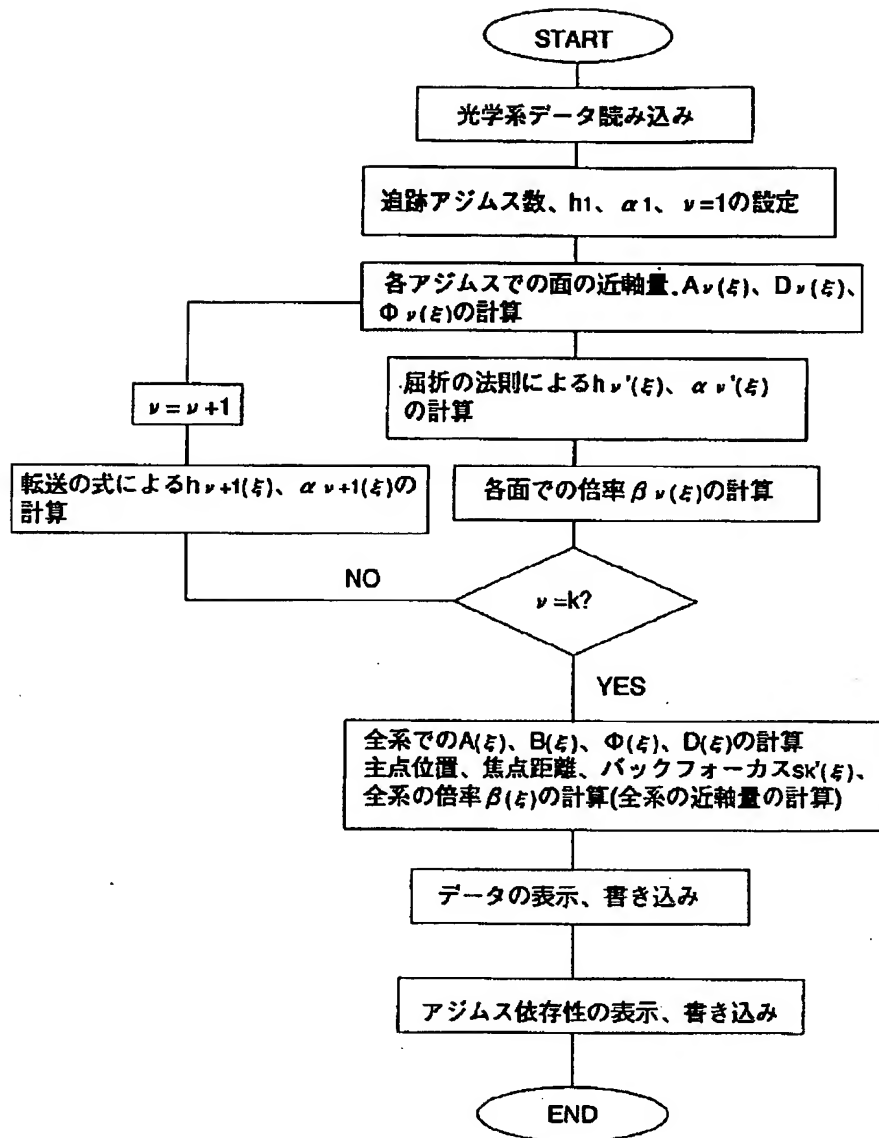 START
光学系データ読み込み
追跡アジムス数、h1、α1、ν=1の設定
各アジムスでの面の近軸量、Aν(ξ)、Dν(ξ)、
Φν(ξ)の計算
屈折の法則によるhν'(ξ)、αν'(ξ)
の計算
ν=ν+1
転送の式によるhν+1(ξ)、αν+1(ξ)の
計算
各面での倍率βν(ξ)の計算
NO
ν=k?
YES
全系でのA(ξ)、B(ξ)、Φ(ξ)、D(ξ)の計算
主点位置、焦点距離、バックフォーカスsk'(ξ)、
全系の倍率β(ξ)の計算(全系の近軸量の計算)
データの表示、書き込み
アジムス依存性の表示、書き込み
END